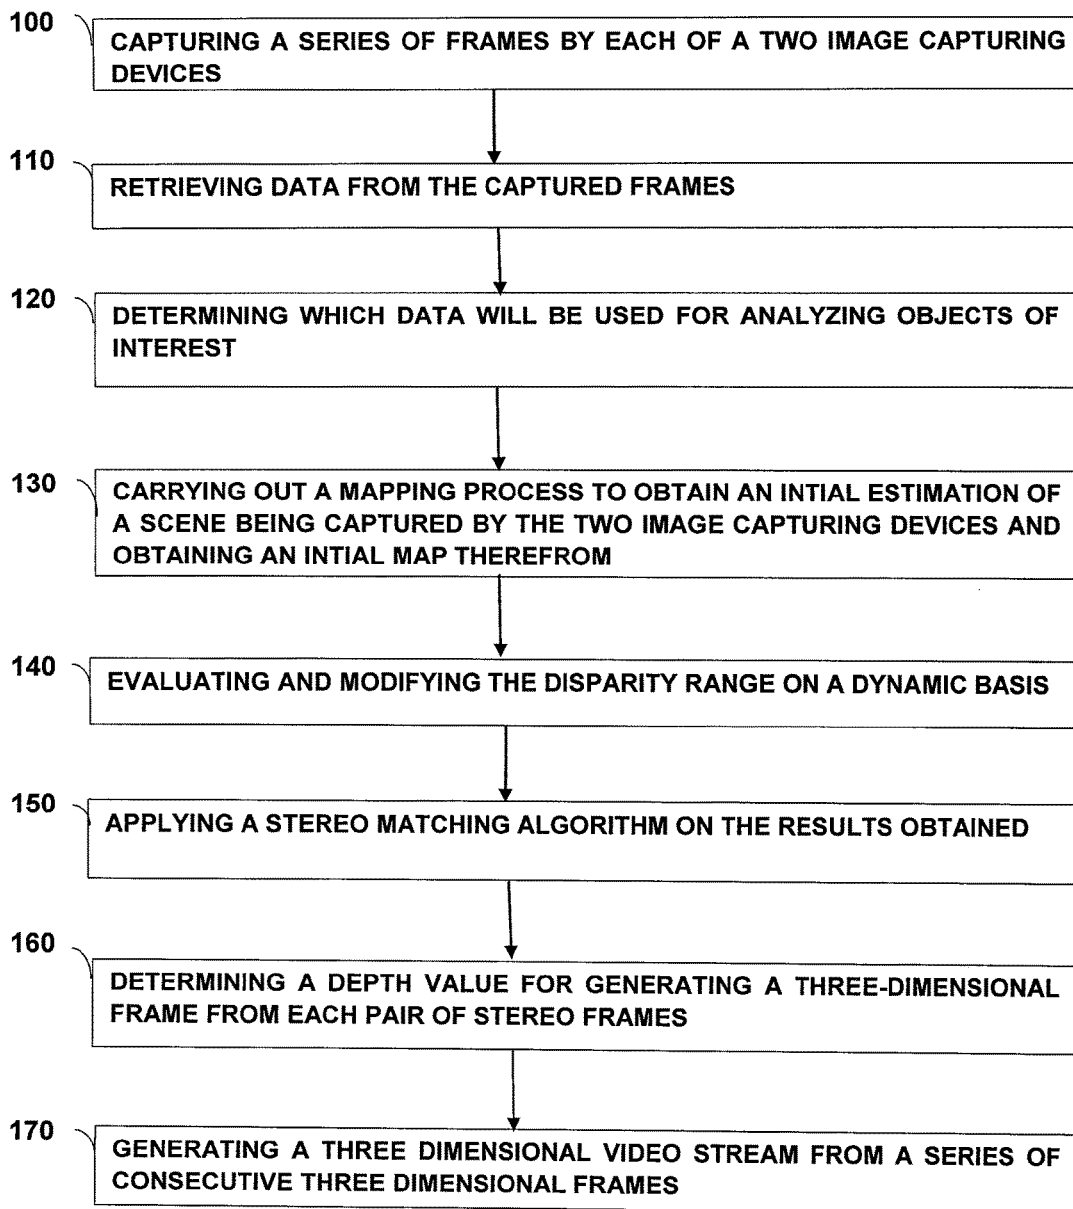 100
CAPTURING A SERIES OF FRAMES BY EACH OF A TWO IMAGE CAPTURING
DEVICES
110
RETRIEVING DATA FROM THE CAPTURED FRAMES
120
DETERMINING WHICH DATA WILL BE USED FOR ANALYZING OBJECTS OF
INTEREST
130
CARRYING OUT A MAPPING PROCESS TO OBTAIN AN INTIAL ESTIMATION OF
A SCENE BEING CAPTURED BY THE TWO IMAGE CAPTURING DEVICES AND
OBTAINING AN INTIAL MAP THEREFROM
140
EVALUATING AND MODIFYING THE DISPARITY RANGE ON A DYNAMIC BASIS
150
APPLYING A STEREO MATCHING ALGORITHM ON THE RESULTS OBTAINED
160
DETERMINING A DEPTH VALUE FOR GENERATING A THREE-DIMENSIONAL
FRAME FROM EACH PAIR OF STEREO FRAMES
170
GENERATING A THREE DIMENSIONAL VIDEO STREAM FROM A SERIES OF
CONSECUTIVE THREE DIMENSIONAL FRAMES